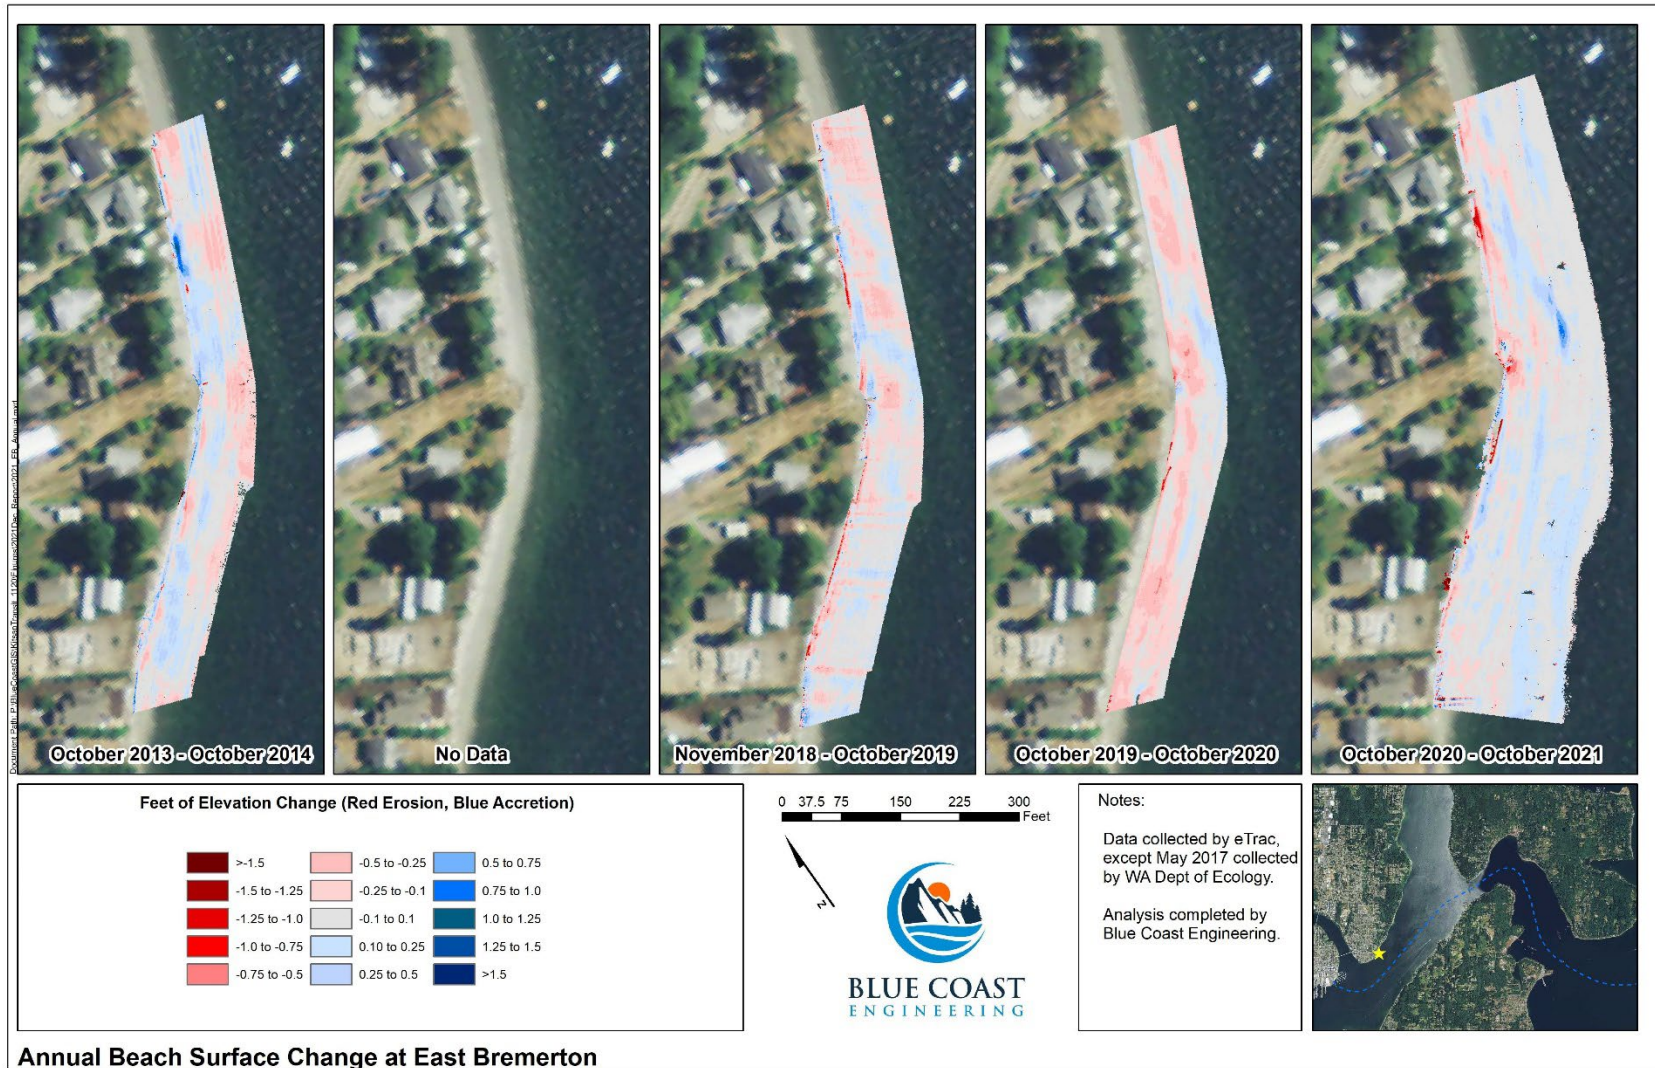 October 2013 - October 2014
No Data
November 2018 - October 2019
October 2019 - October 2020
October 2020 - October 2021
Feet of Elevation Change (Red Erosion, Blue Accretion)
>-1.5
-1.5 to -1.25
-1.25 to -1.0
-1.0 to -0.75
-0.75 to -0.5
-0.5 to -0.25
-0.25 to -0.1
-0.1 to 0.1
0.10 to 0.25
0.25 to 0.5
0.5 to 0.75
0.75 to 1.0
1.0 to 1.25
1.25 to 1.5
>1.5
0 37.5 75 150 225 300
Feet
N
BLUE COAST
ENGINEERING
Notes:
Data collected by eTrac,
except May 2017 collected
by WA Dept of Ecology.
Analysis completed by
Blue Coast Engineering.
Annual Beach Surface Change at East Bremerton